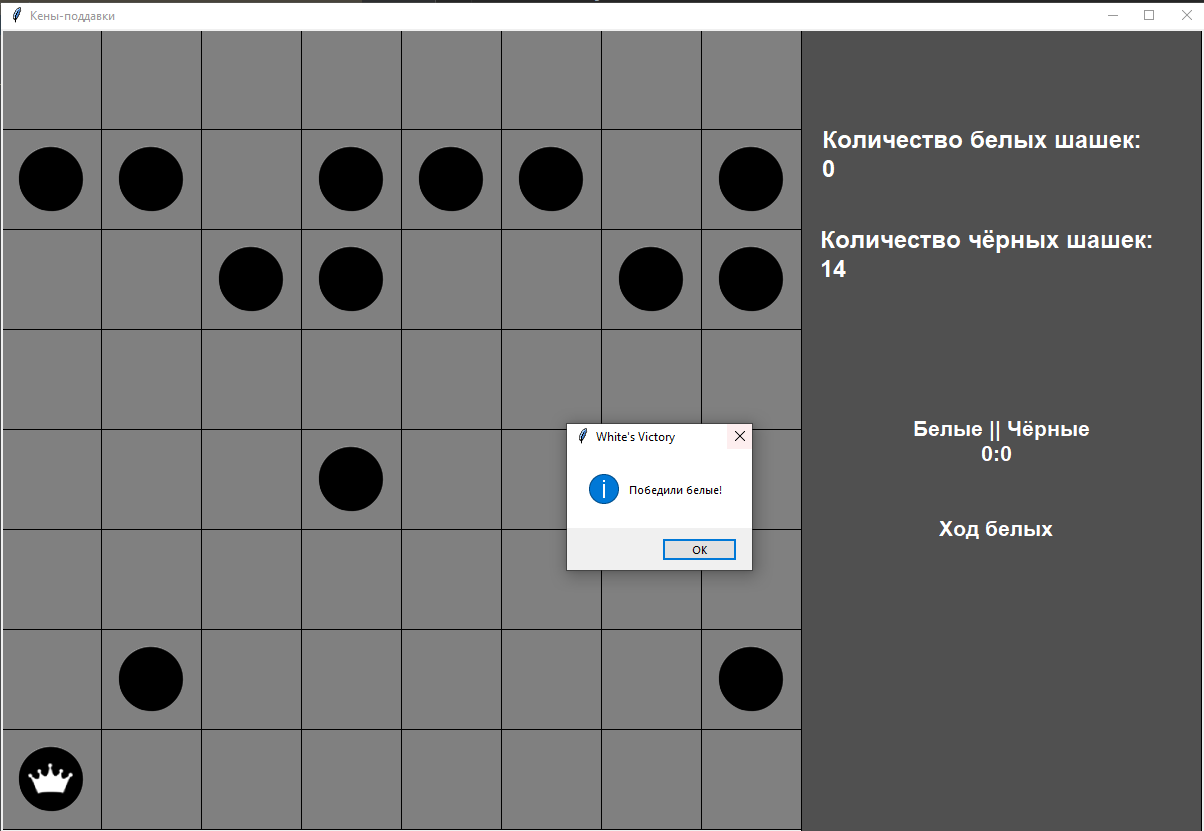 Кены-поддавки
Количество белых шашек:
0
Количество чёрных шашек:
14
Белые || Чёрные
0:0
Ход белых
White's Victory
Победили белые!
OK